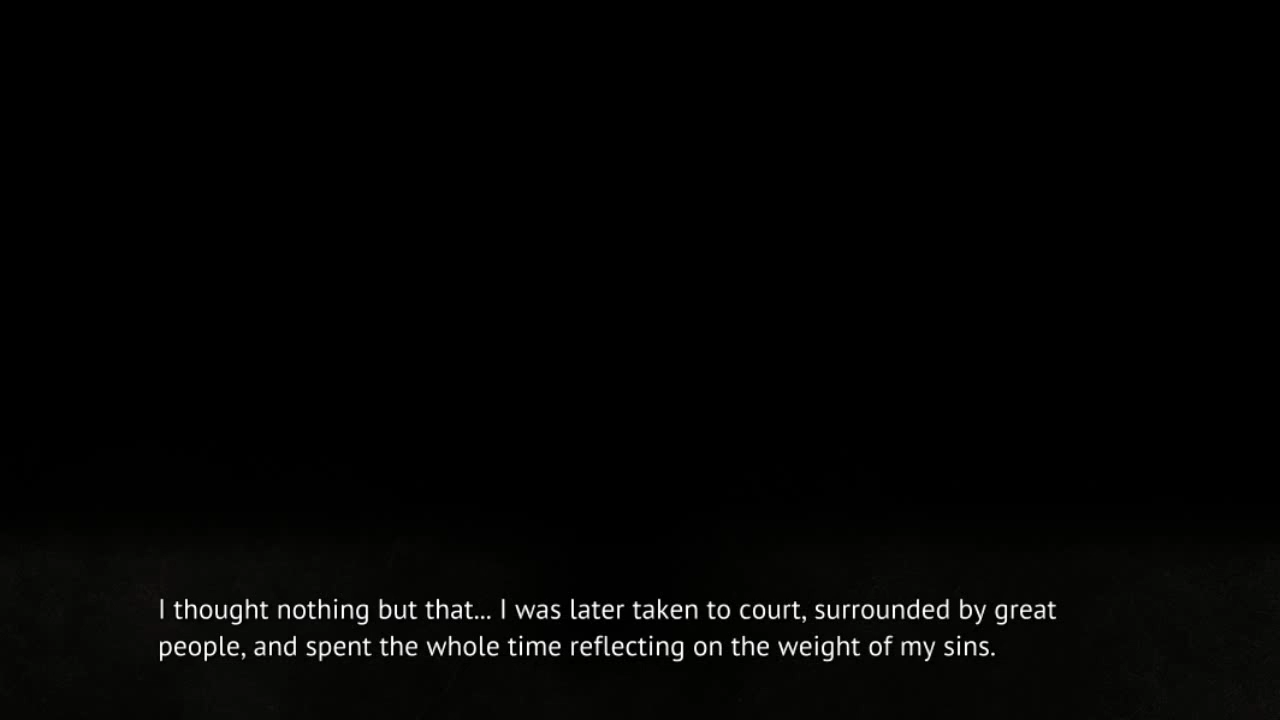 I thought nothing but that... I was later taken to court, surrounded by great
people, and spent the whole time reflecting on the weight of my sins.